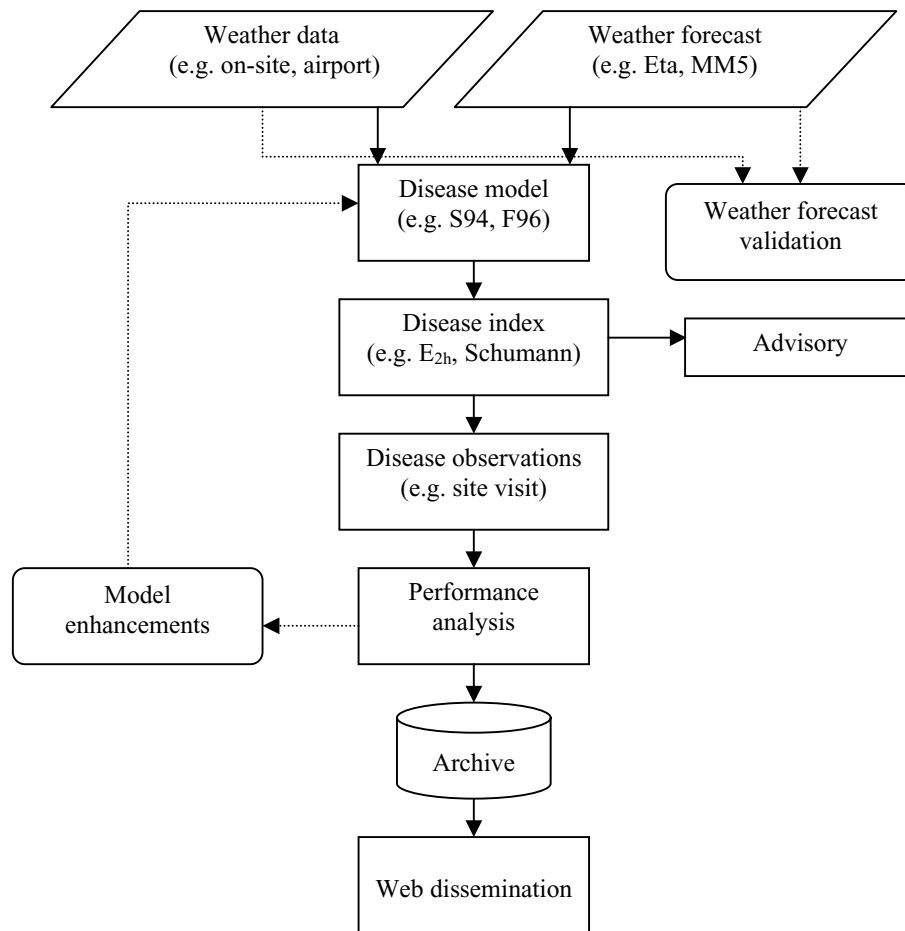 Weather data
(e.g. on-site, airport)
Weather forecast
(e.g. Eta, MM5)
Disease model
(e.g. S94, F96)
Weather forecast
validation
Disease index
(e.g. E2h, Schumann)
Advisory
Disease observations
(e.g. site visit)
Model
enhancements
Performance
analysis
Archive
Web dissemination